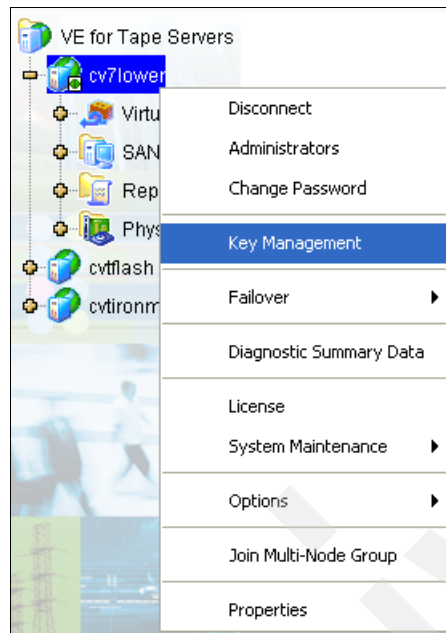 VE for Tape Servers
cv7lower
Virtu
SAN
Rep
Phys
cvtflash
cvtironm
Disconnect
Administrators
Change Password
Key Management
Failover
Diagnostic Summary Data
License
System Maintenance
Options
Join Multi-Node Group
Properties